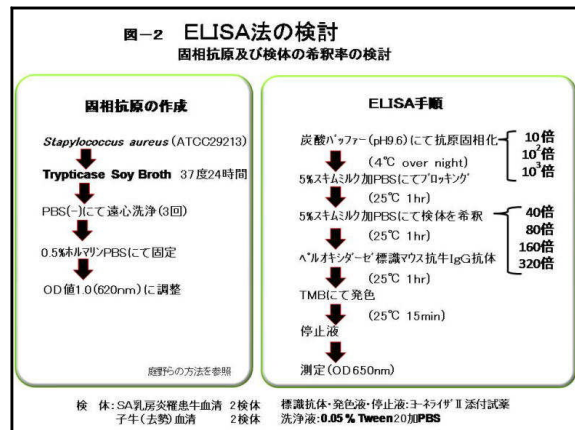 図－2 ELISA法の検討
固相抗原及び検体の希釈率の検討
固相抗原の作成
Stapylococcus aureus (ATCC29213)
Trypticase Soy Broth 37度24時間
PBS(-)にて遠心洗浄(3回)
0.5%ホルマリンPBSにて固定
OD値1.0(620nm)に調整
庭野らの方法を参照
ELISA手順
炭酸バッファー(pH9.6)にて抗原固相化
10倍
10²倍
10³倍
(4℃ over night)
5%スキムミルク加PBSにてブロッキング
(25℃ 1hr)
5%スキムミルク加PBSにて検体を希釈
40倍
80倍
160倍
320倍
(25℃ 1hr)
ペルオキシダーゼ標識マウス抗牛IgG抗体
(25℃ 1hr)
TMBにて発色
(25℃ 15min)
停止液
測定(OD650nm)
検 体:SA乳房炎罹患牛血清 2検体
子牛(去勢)血清 2検体
標識抗体・発色液・停止液:ヨーネライザⅡ添付試薬
洗浄液:0.05% Tween20加PBS